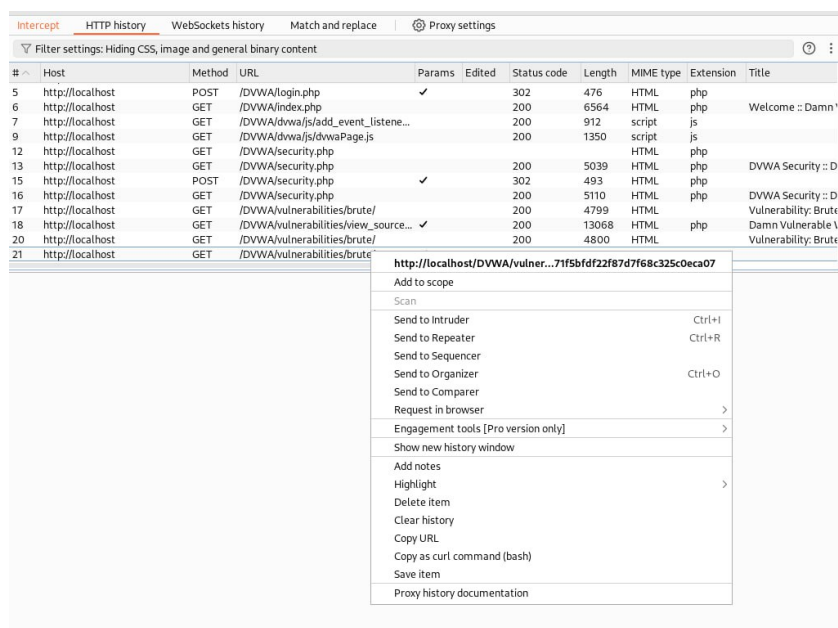 Intercept HTTP history WebSockets history Match and replace Proxy settings
Filter settings: Hiding CSS, image and general binary content
# Host Method URL Params Edited Status code Length MIME type Extension Title
5 http://localhost POST /DVWA/login.php ✓ 302 476 HTML php
6 http://localhost GET /DVWA/index.php 200 6564 HTML php Welcome :: Damn
7 http://localhost GET /DVWA/dvwa/js/add_event_listene... 200 912 script js
9 http://localhost GET /DVWA/dvwa/js/dvwaPage.js 200 1350 script js
12 http://localhost GET /DVWA/security.php HTML php
13 http://localhost GET /DVWA/security.php 200 5039 HTML php DVWA Security :: D
15 http://localhost POST /DVWA/security.php ✓ 302 493 HTML php
16 http://localhost GET /DVWA/security.php 200 5110 HTML php DVWA Security :: D
17 http://localhost GET /DVWA/vulnerabilities/brute/ 200 4799 HTML Vulnerability: Brute
18 http://localhost GET /DVWA/vulnerabilities/view_source... ✓ 200 13068 HTML php Damn Vulnerable
20 http://localhost GET /DVWA/vulnerabilities/brute/ 200 4800 HTML Vulnerability: Brute
21 http://localhost GET /DVWA/vulnerabilities/brute
http://localhost/DVWA/vulner...71f5bfdf22f87d7f68c325c0eca07
Add to scope
Scan
Send to Intruder Ctrl+I
Send to Repeater Ctrl+R
Send to Sequencer
Send to Organizer Ctrl+O
Send to Comparer
Request in browser
Engagement tools [Pro version only]
Show new history window
Add notes
Highlight
Delete item
Clear history
Copy URL
Copy as curl command (bash)
Save item
Proxy history documentation